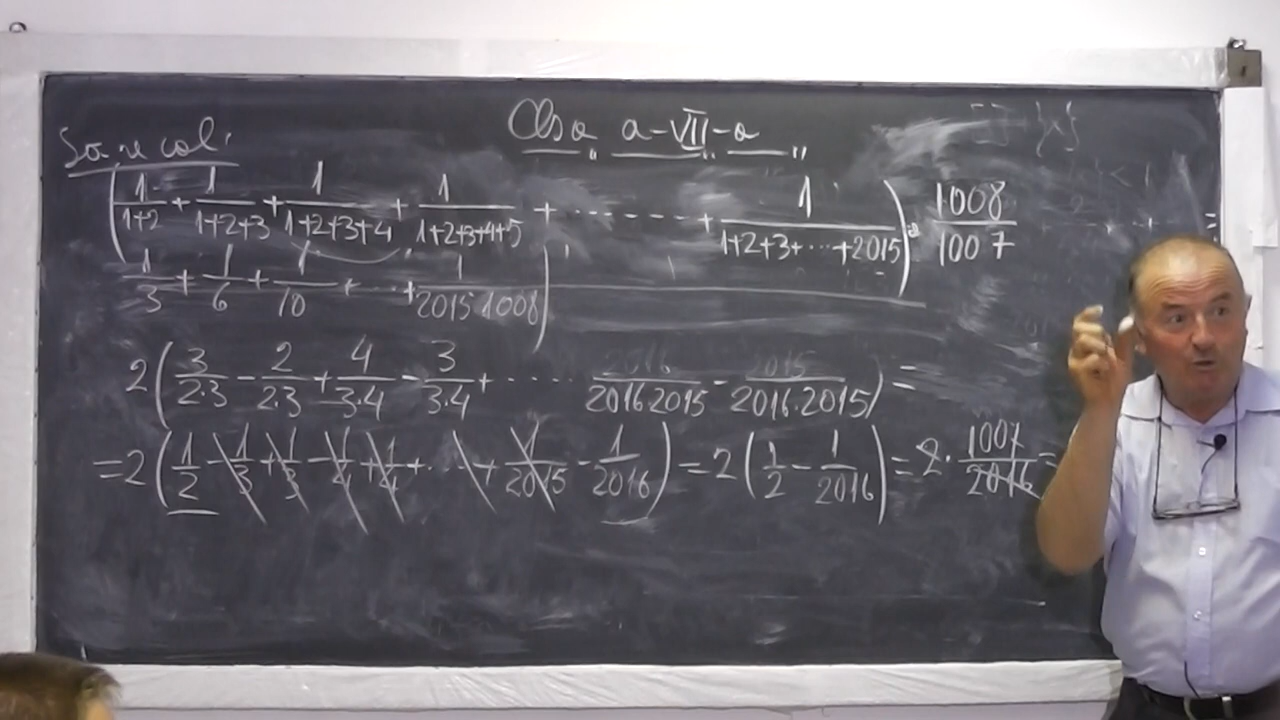 Clsa a-VII-a
Să se calc.
(1/(1+2) + 1/(1+2+3) + 1/(1+2+3+4) + 1/(1+2+3+4+5) + ....... + 1/(1+2+3+...+2015)) · 1008/1007
1/3 + 1/6 + 1/10 + ... + 1/(2015·1008)
2(3/(2·3) - 2/(2·3) + 4/(3·4) - 3/(3·4) + ..... 2016/(2016·2015) - 2015/(2016·2015)) =
=2(1/2 - 1/3 + 1/3 - 1/4 + 1/4 + ... + 1/2015 - 1/2016) = 2(1/2 - 1/2016) = 2· 1007/2016 =